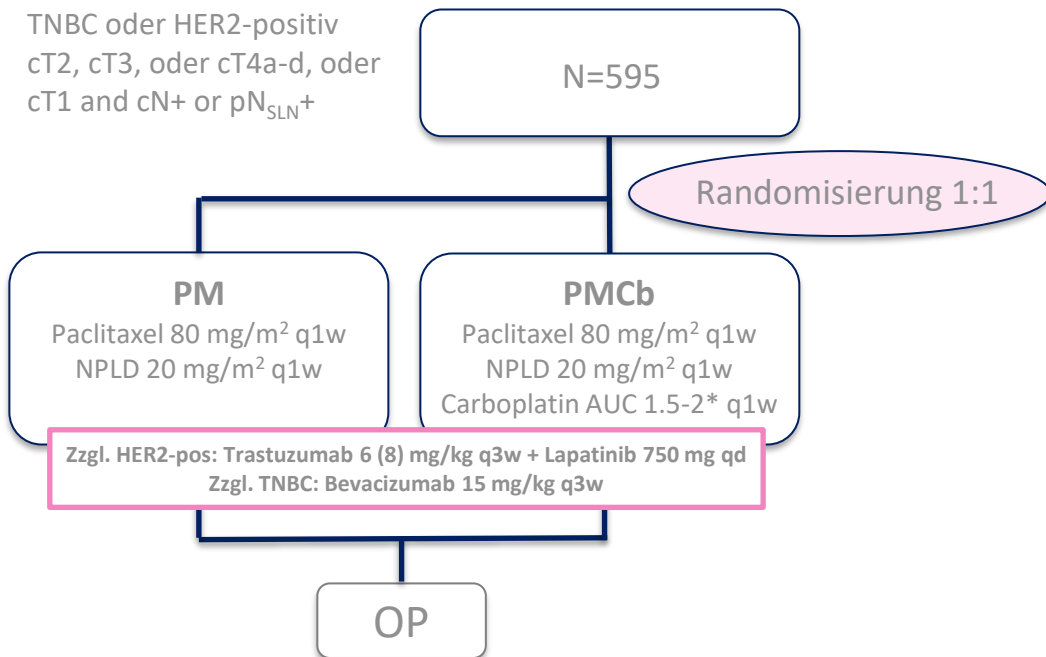 TNBC oder HER2-positiv
cT2, cT3, oder cT4a-d, oder
cT1 and cN+ or pN_SLN+
N=595
Randomisierung 1:1
PM
Paclitaxel 80 mg/m² q1w
NPLD 20 mg/m² q1w
PMCb
Paclitaxel 80 mg/m² q1w
NPLD 20 mg/m² q1w
Carboplatin AUC 1.5-2* q1w
Zzgl. HER2-pos: Trastuzumab 6 (8) mg/kg q3w + Lapatinib 750 mg qd
Zzgl. TNBC: Bevacizumab 15 mg/kg q3w
OP